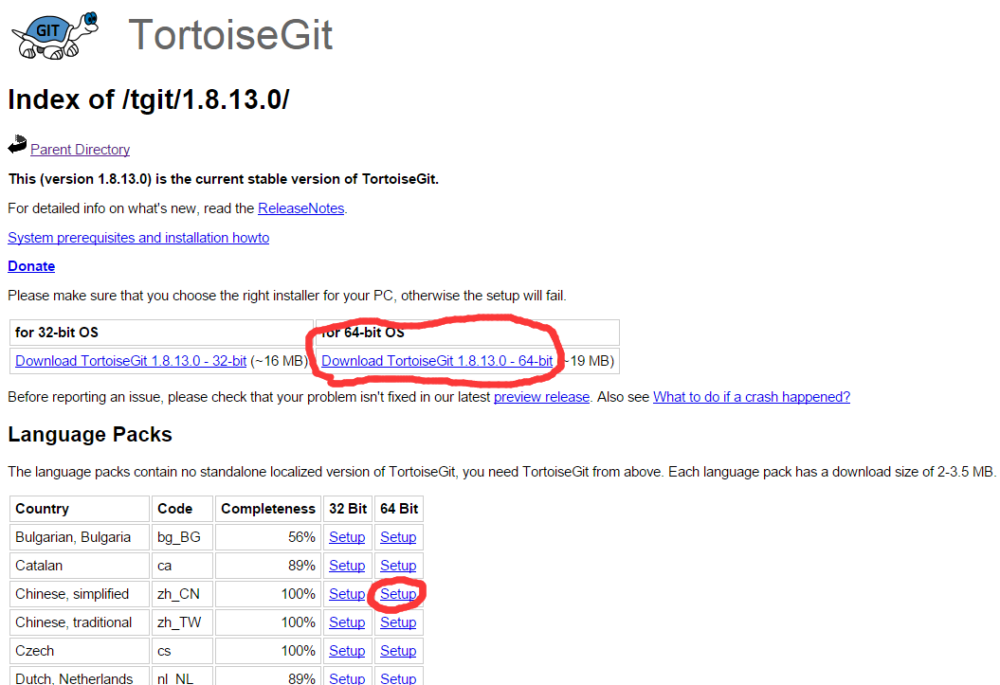 GIT
TortoiseGit
Index of /tgit/1.8.13.0/
Parent Directory
This (version 1.8.13.0) is the current stable version of TortoiseGit.
For detailed info on what's new, read the ReleaseNotes.
System prerequisites and installation howto
Donate
Please make sure that you choose the right installer for your PC, otherwise the setup will fail.
for 32-bit OS for 64-bit OS
Download TortoiseGit 1.8.13.0 - 32-bit (~16 MB) Download TortoiseGit 1.8.13.0 - 64-bit (~19 MB)
Before reporting an issue, please check that your problem isn't fixed in our latest preview release. Also see What to do if a crash happened?
Language Packs
The language packs contain no standalone localized version of TortoiseGit, you need TortoiseGit from above. Each language pack has a download size of 2-3.5 MB.
Country Code Completeness 32 Bit 64 Bit
Bulgarian, Bulgaria bg_BG 56% Setup Setup
Catalan ca 89% Setup Setup
Chinese, simplified zh_CN 100% Setup Setup
Chinese, traditional zh_TW 100% Setup Setup
Czech cs 100% Setup Setup
Dutch, Netherlands nl_NL 89% Setup Setup